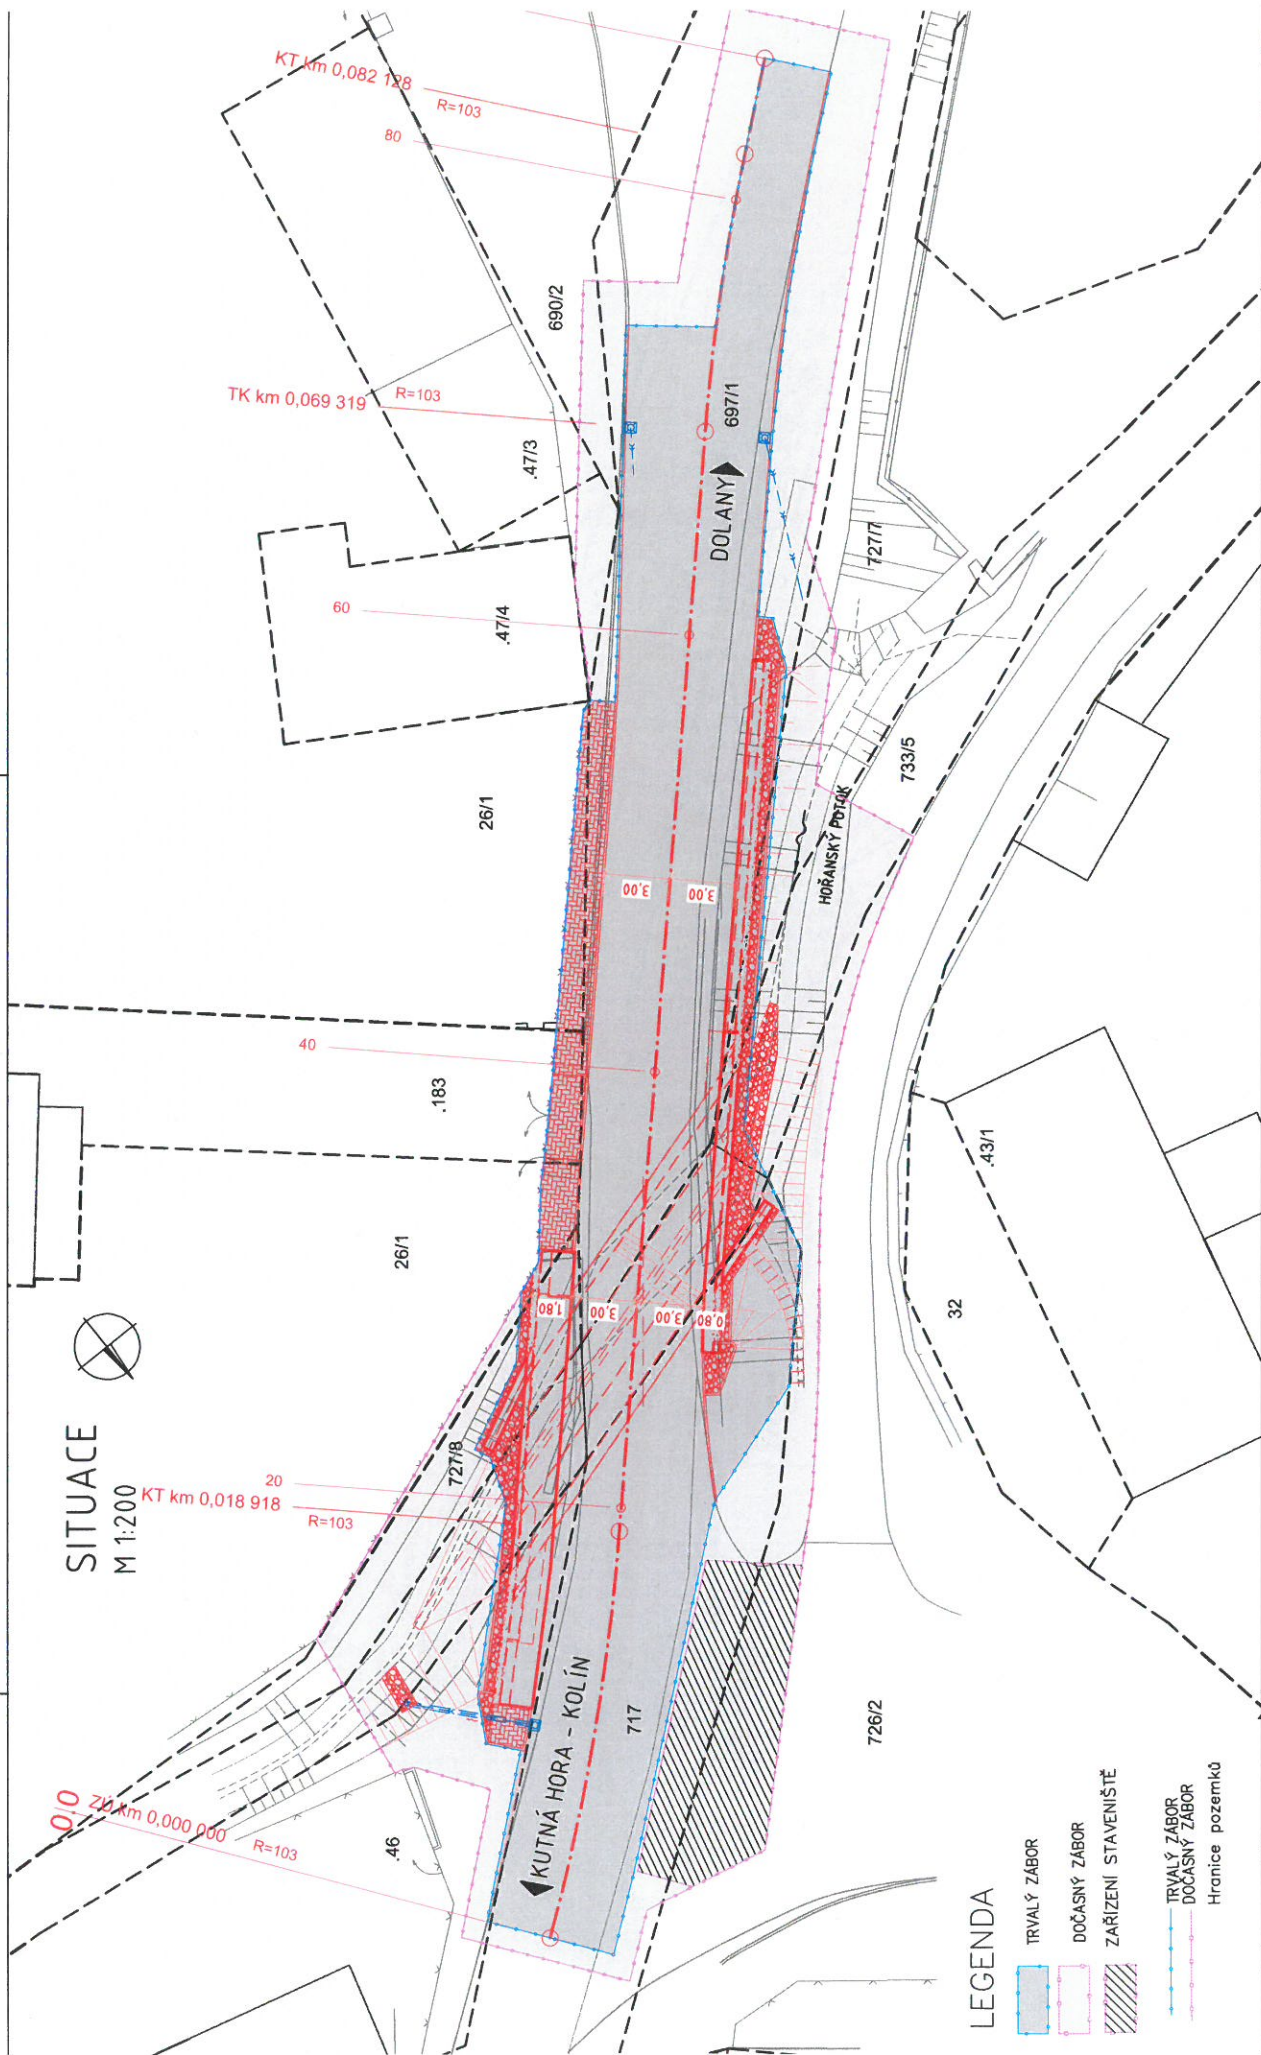 SITUACE
M 1:200
0/0
ZÚ km 0,000 000
R=103
KT km 0,018 918
R=103
20
40
60
TK km 0,069 319
R=103
80
KT km 0,082 128
R=103
.46
727/8
26/1
.183
26/1
.47/4
.47/3
690/2
KUTNÁ HORA - KOLÍN
717
1,80
3,00
3,00
0,80
3,00
3,00
DOLANY
697/1
727/7
HOŘANSKÝ POTOK
733/5
726/2
32
.43/1
LEGENDA
TRVALÝ ZÁBOR
DOČASNÝ ZÁBOR
ZAŘÍZENÍ STAVENIŠTĚ
TRVALÝ ZÁBOR
DOČASNÝ ZÁBOR
Hranice pozemků